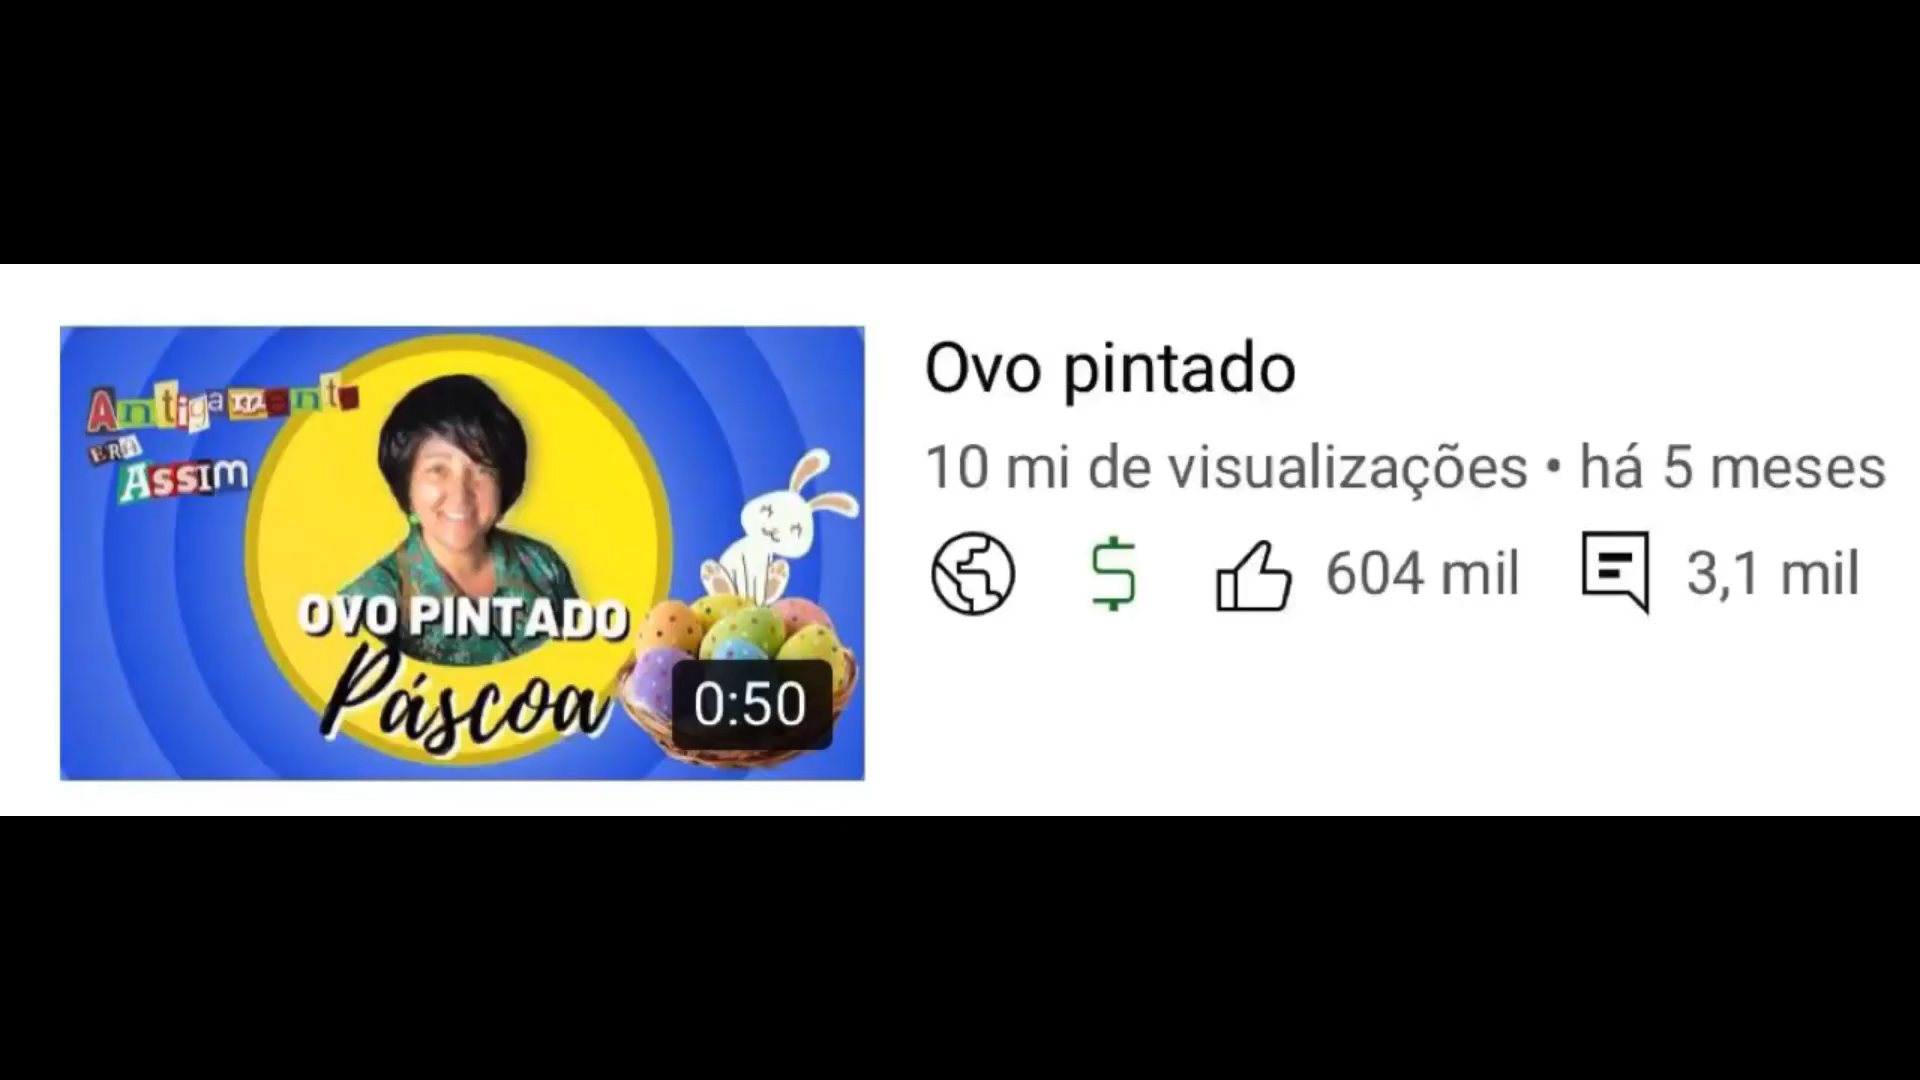 Antigamente
ERA
ASSIM
OVO PINTADO
Páscoa
0:50
Ovo pintado
10 mi de visualizações • há 5 meses
604 mil
3,1 mil